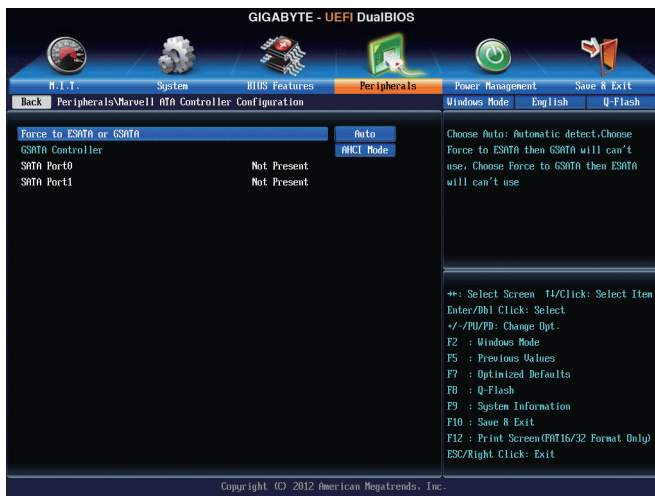 GIGABYTE - UEFI DualBIOS
M.I.T. System BIOS Features Peripherals Power Management Save & Exit
Back Peripherals\Marvell ATA Controller Configuration Windows Mode English Q-Flash
Force to ESATA or GSATA Auto
GSATA Controller AHCI Mode
SATA Port0 Not Present
SATA Port1 Not Present
Choose Auto: Automatic detect.Choose
Force to ESATA then GSATA will can't
use, Choose Force to GSATA then ESATA
will can't use
→←: Select Screen ↑↓/Click: Select Item
Enter/Dbl Click: Select
+/-/PU/PD: Change Opt.
F2 : Windows Mode
F5 : Previous Values
F7 : Optimized Defaults
F8 : Q-Flash
F9 : System Information
F10 : Save & Exit
F12 : Print Screen(FAT16/32 Format Only)
ESC/Right Click: Exit
Copyright (C) 2012 American Megatrends, Inc.